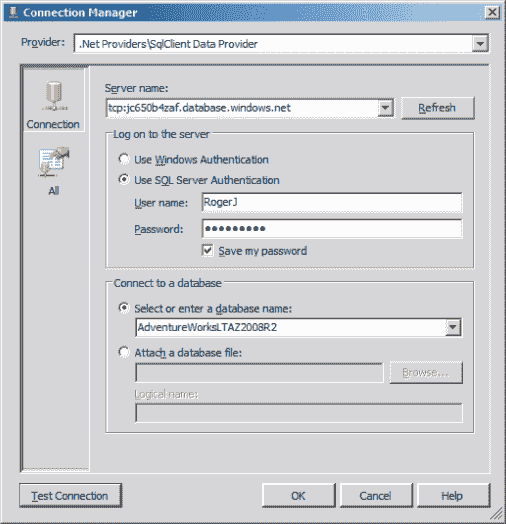 Connection Manager
Provider: .Net Providers\SqlClient Data Provider
Connection
All
Server name:
tcp:jc650b4zaf.database.windows.net
Refresh
Log on to the server
Use Windows Authentication
Use SQL Server Authentication
User name: RogerJ
Password: ●●●●●●●●●
Save my password
Connect to a database
Select or enter a database name:
AdventureWorksLTAZ2008R2
Attach a database file:
Browse...
Logical name:
Test Connection OK Cancel Help